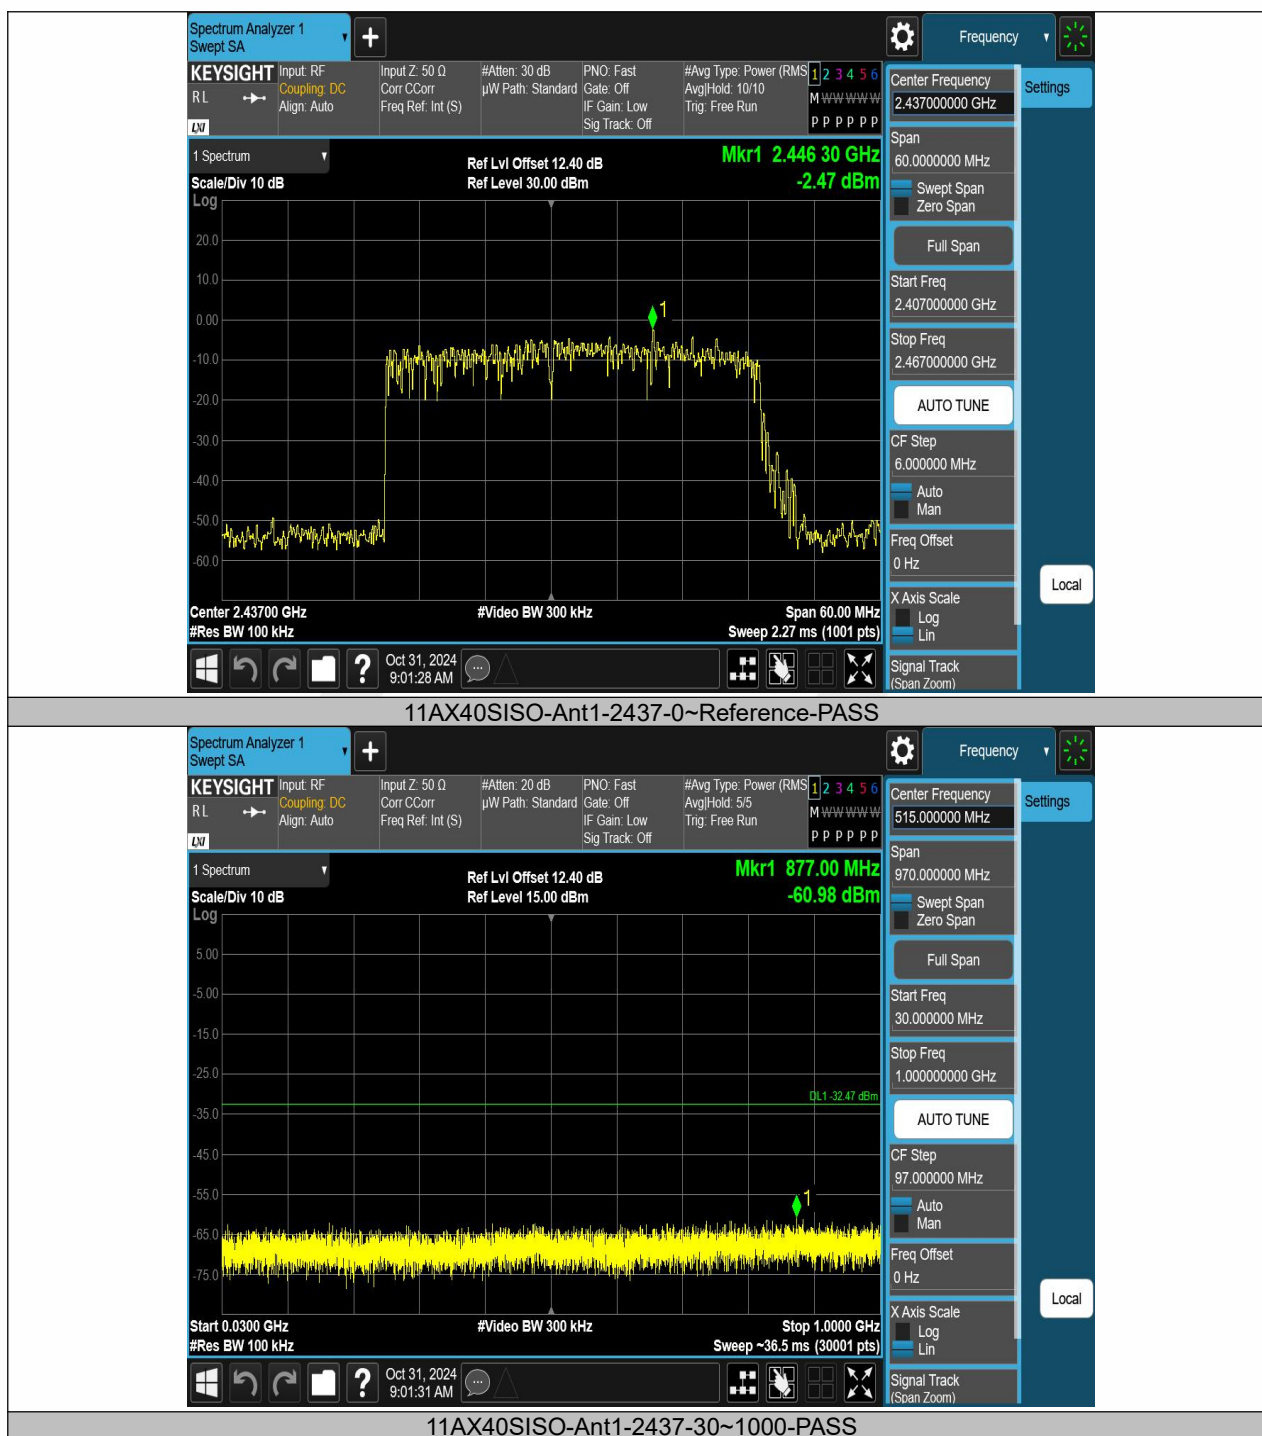 Spectrum Analyzer 1
Swept SA
+
Frequency
KEYSIGHT
RL
LXI
Input: RF
Coupling: DC
Align: Auto
Input Z: 50 Ω
Corr CCorr
Freq Ref: Int (S)
#Atten: 30 dB
µW Path: Standard
PNO: Fast
Gate: Off
IF Gain: Low
Sig Track: Off
#Avg Type: Power (RMS
Avg|Hold: 10/10
Trig: Free Run
1 2 3 4 5 6
M W W W W W
P P P P P P
1 Spectrum
Scale/Div 10 dB
Ref Lvl Offset 12.40 dB
Ref Level 30.00 dBm
Mkr1 2.446 30 GHz
-2.47 dBm
Log
20.0
10.0
0.00
-10.0
-20.0
-30.0
-40.0
-50.0
-60.0
1
Center 2.43700 GHz
#Res BW 100 kHz
#Video BW 300 kHz
Span 60.00 MHz
Sweep 2.27 ms (1001 pts)
Center Frequency
2.437000000 GHz
Span
60.0000000 MHz
Swept Span
Zero Span
Full Span
Start Freq
2.407000000 GHz
Stop Freq
2.467000000 GHz
AUTO TUNE
CF Step
6.000000 MHz
Auto
Man
Freq Offset
0 Hz
X Axis Scale
Log
Lin
Signal Track
(Span Zoom)
Settings
Local
?
Oct 31, 2024
9:01:28 AM
11AX40SISO-Ant1-2437-0~Reference-PASS
Spectrum Analyzer 1
Swept SA
+
Frequency
KEYSIGHT
RL
LXI
Input: RF
Coupling: DC
Align: Auto
Input Z: 50 Ω
Corr CCorr
Freq Ref: Int (S)
#Atten: 20 dB
µW Path: Standard
PNO: Fast
Gate: Off
IF Gain: Low
Sig Track: Off
#Avg Type: Power (RMS
Avg|Hold: 5/5
Trig: Free Run
1 2 3 4 5 6
M W W W W W
P P P P P P
1 Spectrum
Scale/Div 10 dB
Ref Lvl Offset 12.40 dB
Ref Level 15.00 dBm
Mkr1 877.00 MHz
-60.98 dBm
Log
5.00
-5.00
-15.0
-25.0
-35.0
-45.0
-55.0
-65.0
-75.0
DL1 -32.47 dBm
1
Start 0.0300 GHz
#Res BW 100 kHz
#Video BW 300 kHz
Stop 1.0000 GHz
Sweep ~36.5 ms (30001 pts)
Center Frequency
515.000000 MHz
Span
970.000000 MHz
Swept Span
Zero Span
Full Span
Start Freq
30.000000 MHz
Stop Freq
1.000000000 GHz
AUTO TUNE
CF Step
97.000000 MHz
Auto
Man
Freq Offset
0 Hz
X Axis Scale
Log
Lin
Signal Track
(Span Zoom)
Settings
Local
?
Oct 31, 2024
9:01:31 AM
11AX40SISO-Ant1-2437-30~1000-PASS